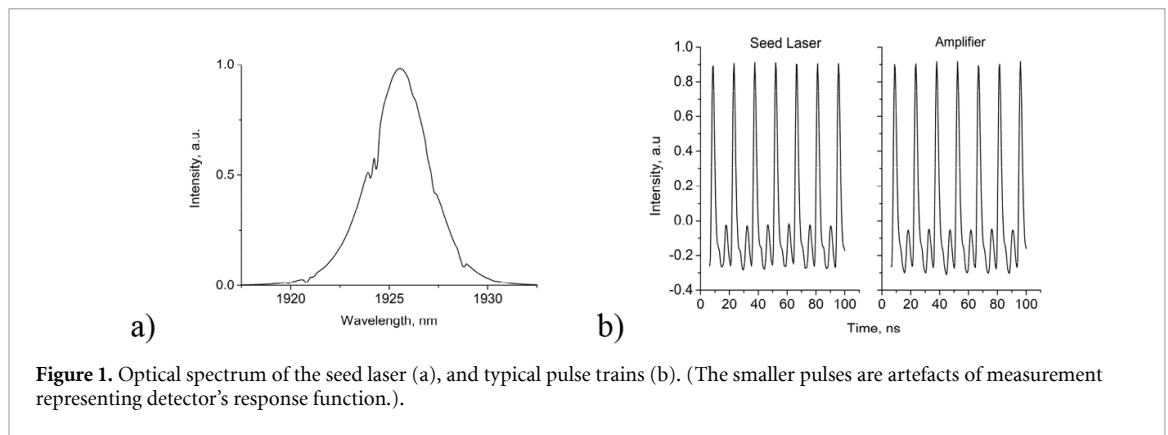 1.0
0.5
0.0
Intensity, a.u.
1920 1925 1930
Wavelength, nm
a)
Seed Laser Amplifier
1.0
0.8
0.6
0.4
0.2
0.0
-0.2
-0.4
Intensity, a.u
0 20 40 60 80 100 0 20 40 60 80 100
Time, ns
b)
Figure 1. Optical spectrum of the seed laser (a), and typical pulse trains (b). (The smaller pulses are artefacts of measurement
representing detector’s response function.).